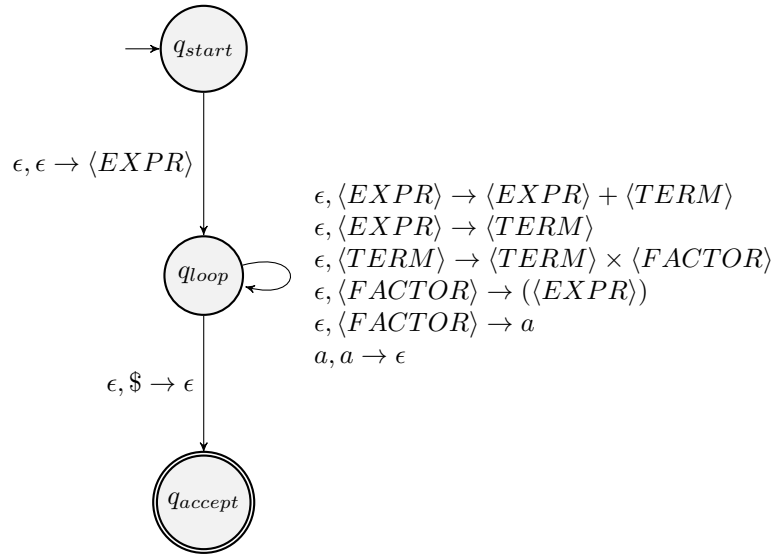 q_start
ϵ, ϵ → ⟨EXPR⟩
ϵ, ⟨EXPR⟩ → ⟨EXPR⟩ + ⟨TERM⟩
ϵ, ⟨EXPR⟩ → ⟨TERM⟩
ϵ, ⟨TERM⟩ → ⟨TERM⟩ × ⟨FACTOR⟩
ϵ, ⟨FACTOR⟩ → (⟨EXPR⟩)
ϵ, ⟨FACTOR⟩ → a
a, a → ϵ
q_loop
ϵ, $ → ϵ
q_accept